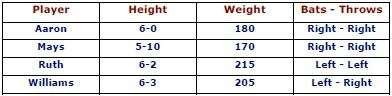 Player Height Weight Bats - Throws
Aaron 6-0 180 Right - Right
Mays 5-10 170 Right - Right
Ruth 6-2 215 Left - Left
Williams 6-3 205 Left - Right